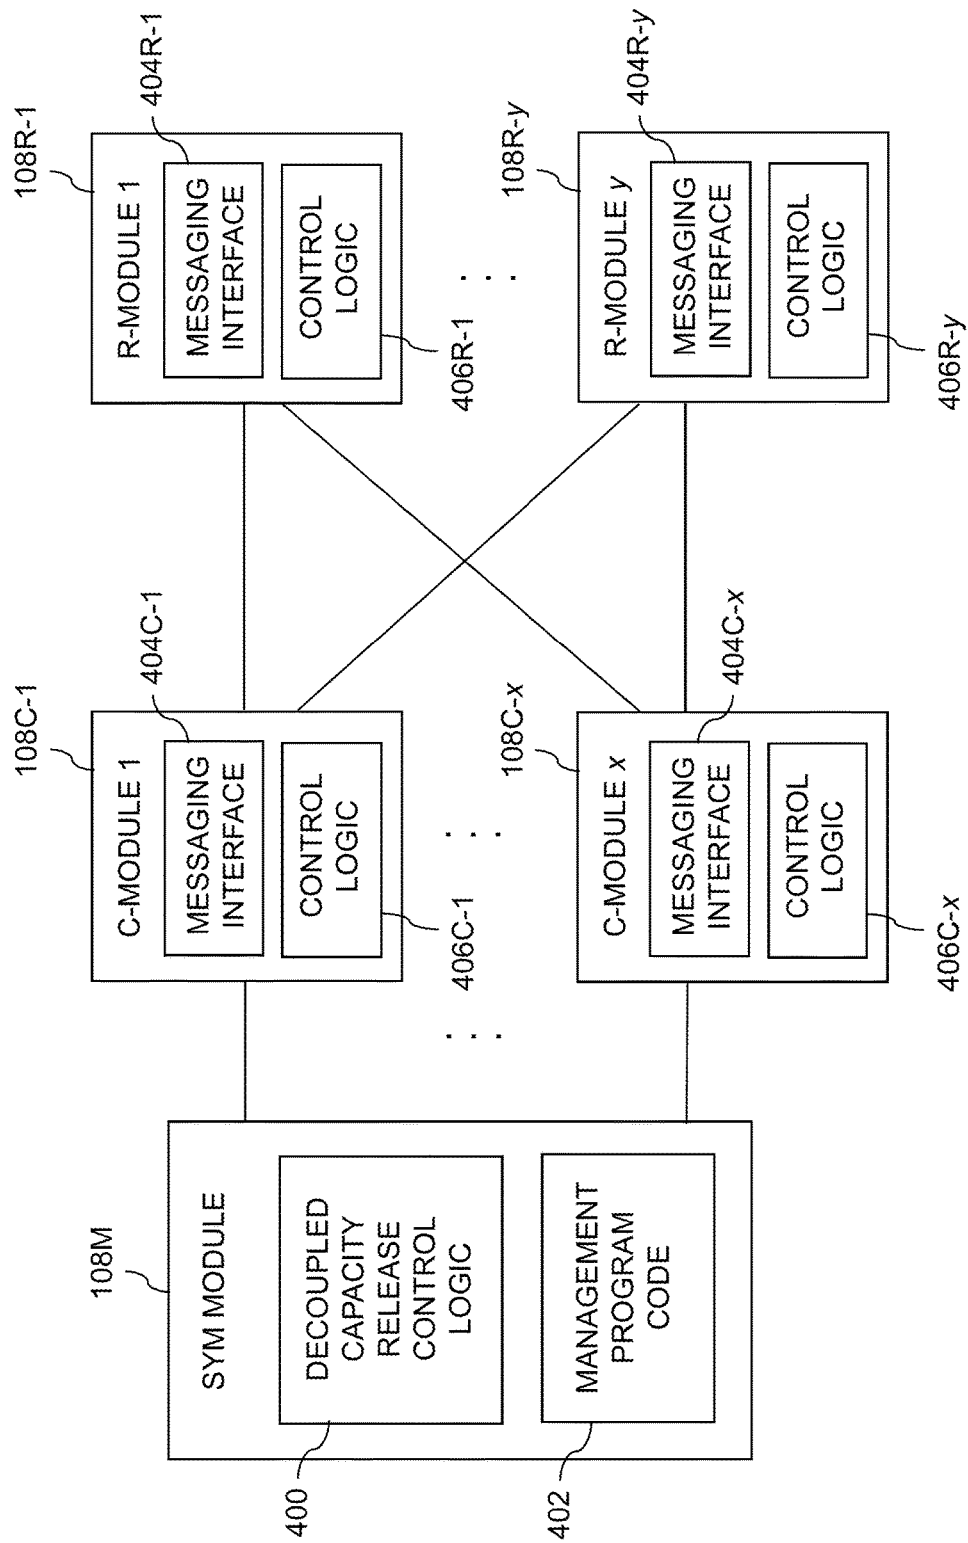 108M
SYM MODULE
DECOUPLED
CAPACITY
RELEASE
CONTROL
LOGIC
400
MANAGEMENT
PROGRAM
CODE
402
108C-1
C-MODULE 1
404C-1
MESSAGING
INTERFACE
CONTROL
LOGIC
406C-1
. . .
. . .
108C-x
C-MODULE x
404C-x
MESSAGING
INTERFACE
CONTROL
LOGIC
406C-x
108R-1
R-MODULE 1
404R-1
MESSAGING
INTERFACE
CONTROL
LOGIC
406R-1
. . .
108R-y
R-MODULE y
404R-y
MESSAGING
INTERFACE
CONTROL
LOGIC
406R-y